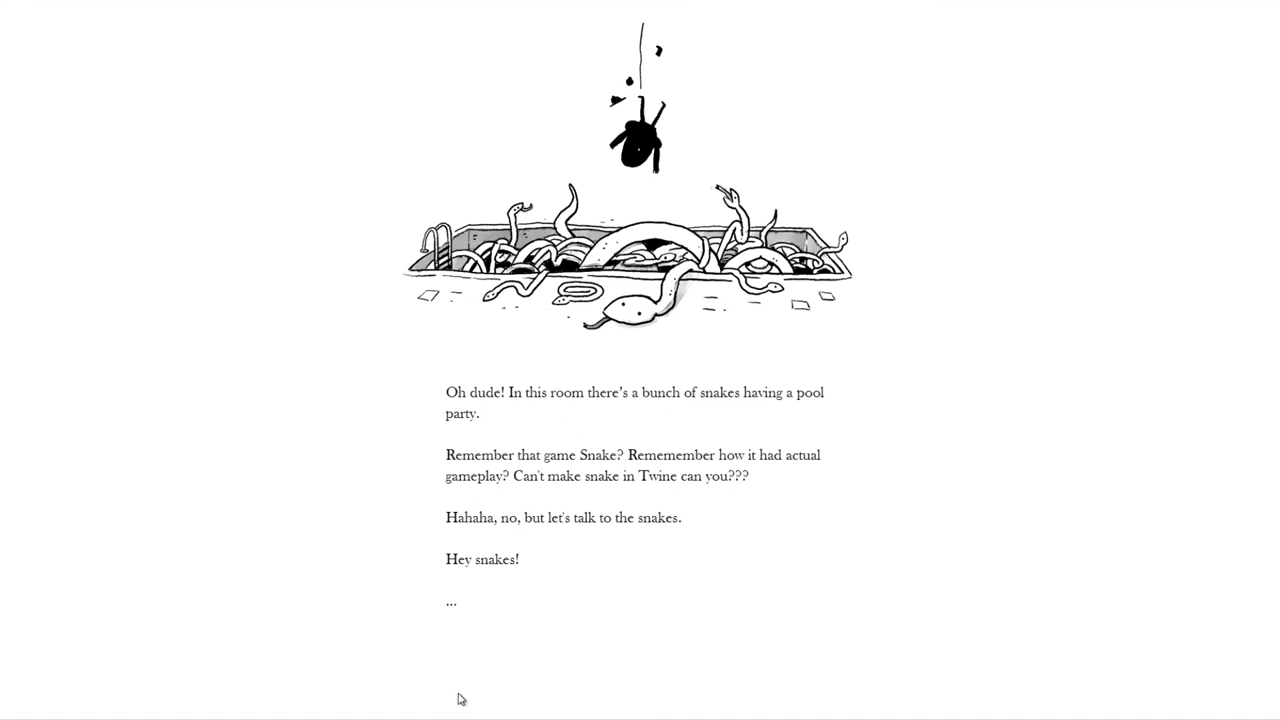 Oh dude! In this room there's a bunch of snakes having a pool
party.
Remember that game Snake? Rememember how it had actual
gameplay? Can't make snake in Twine can you???
Hahaha, no, but let's talk to the snakes.
Hey snakes!
...